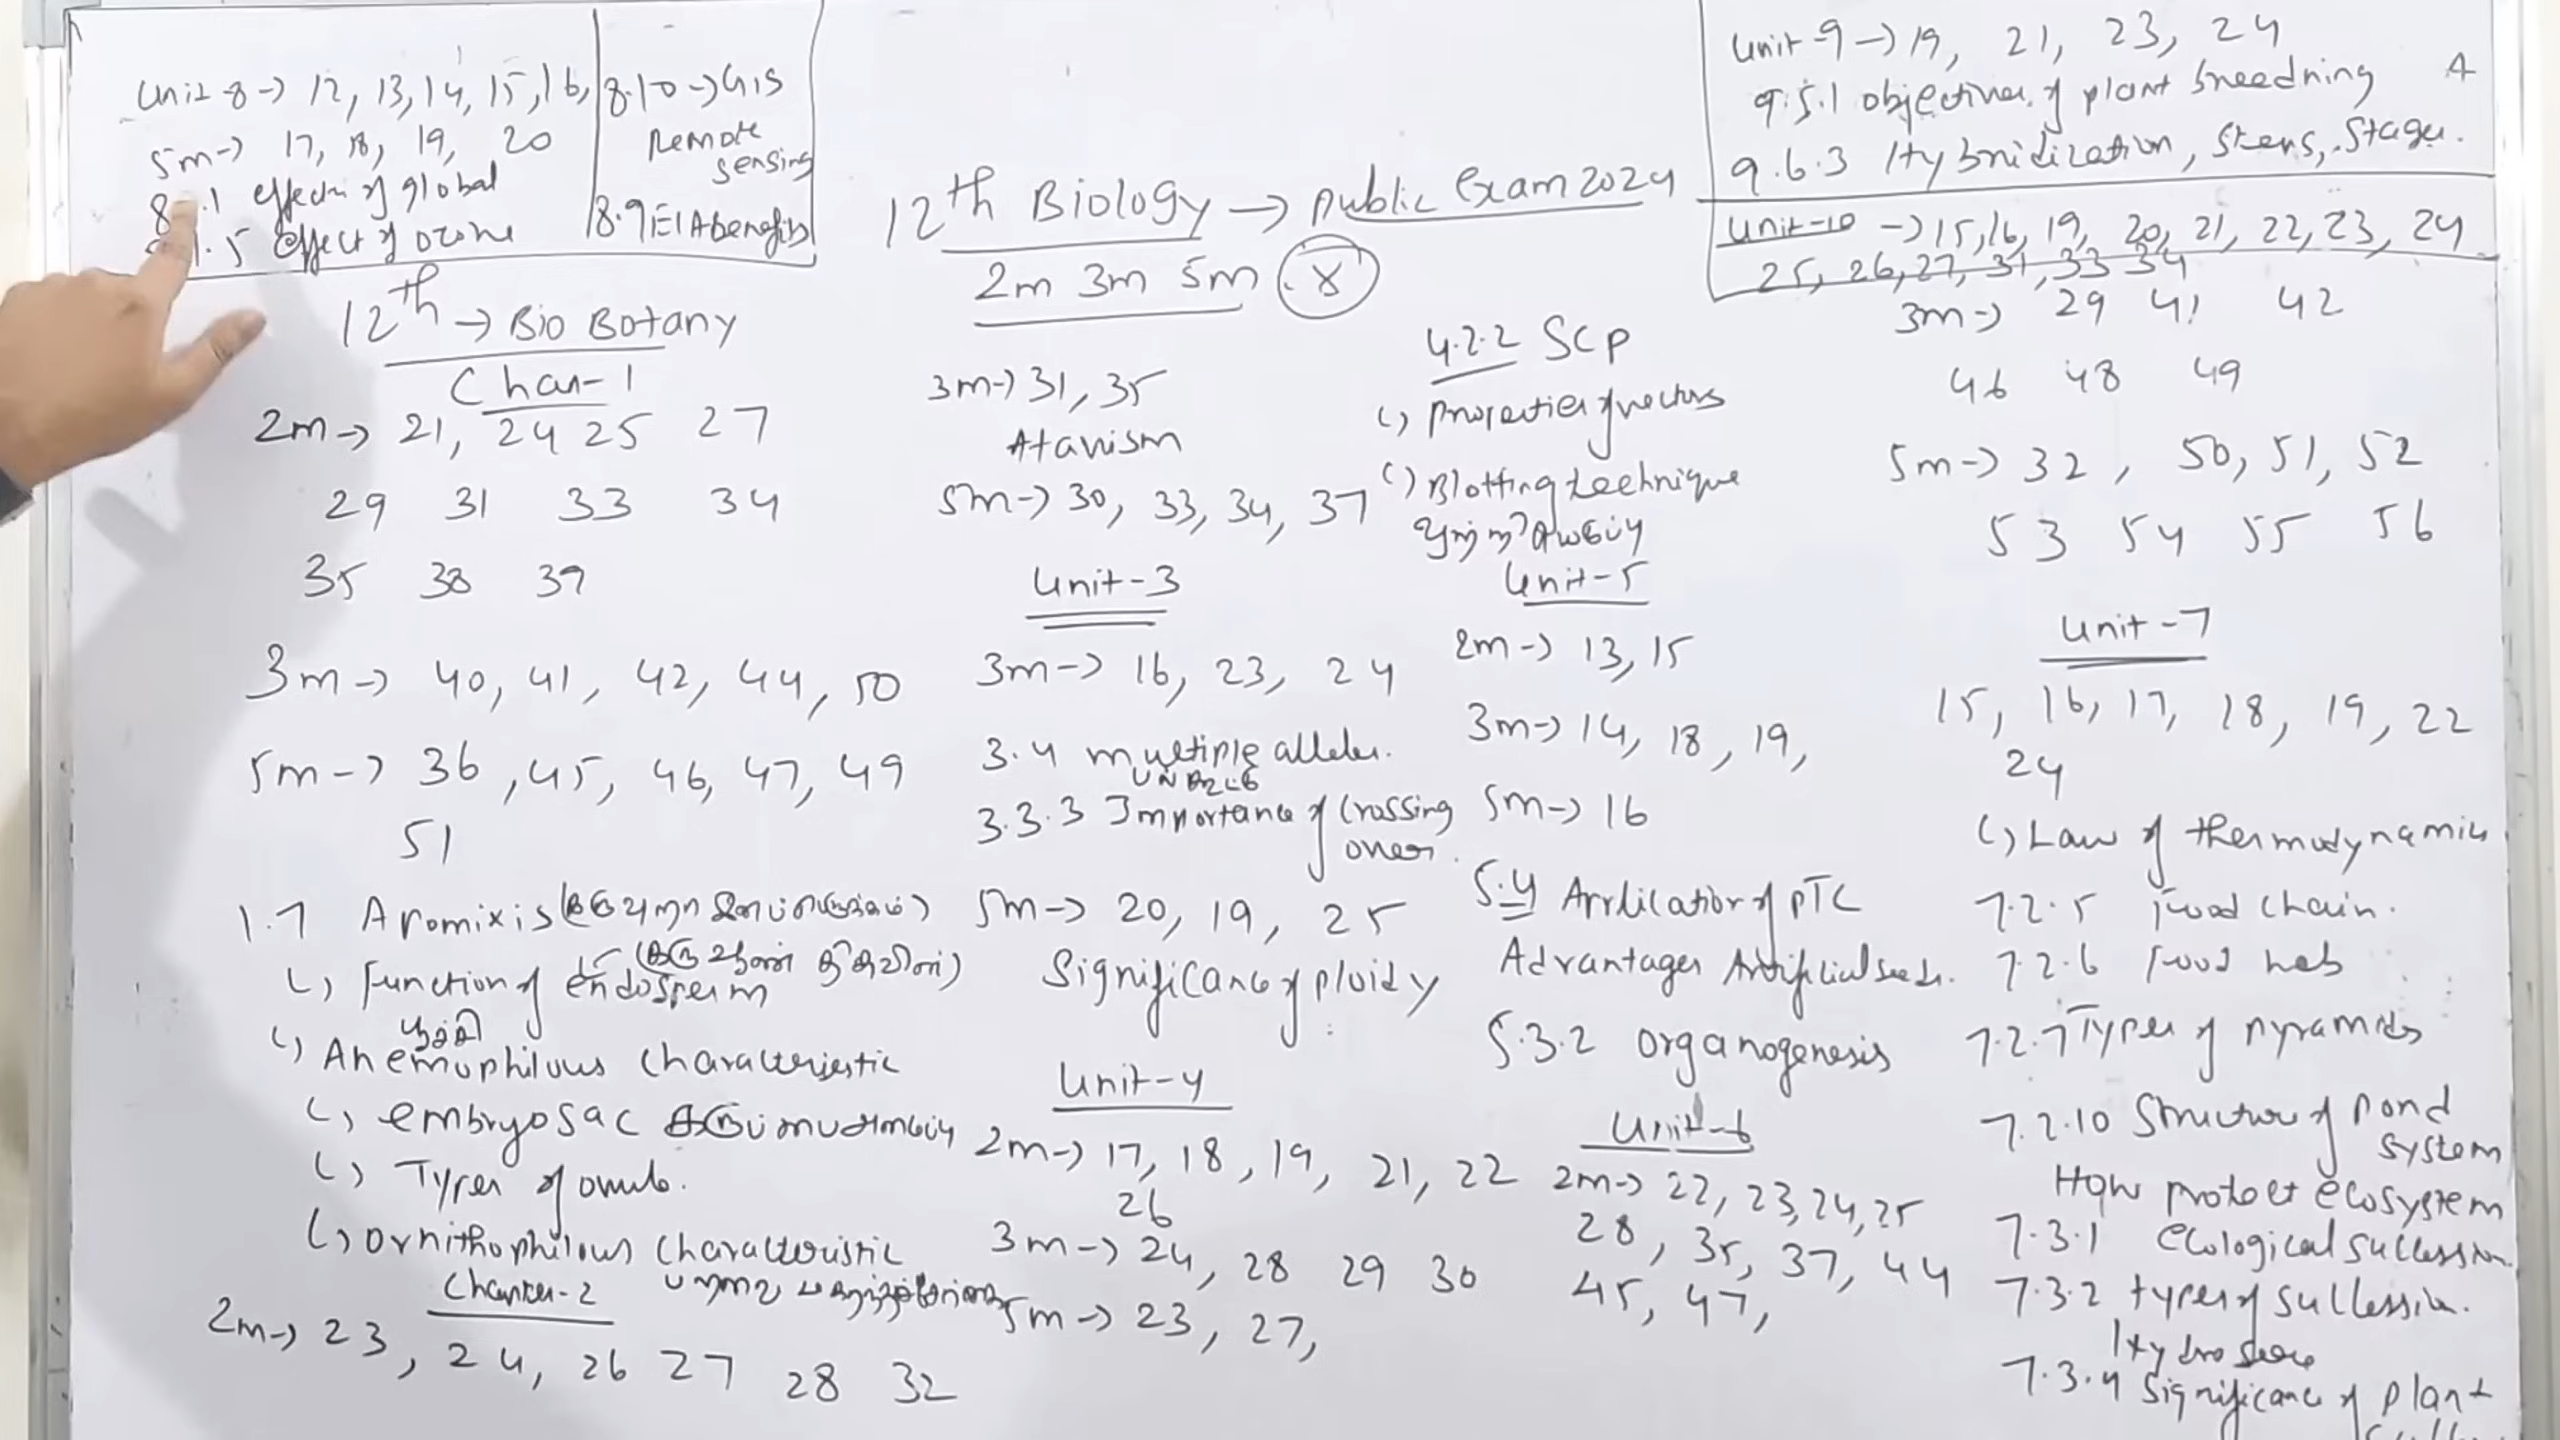 Unit 8 → 12, 13, 14, 15, 16,
5m → 17, 18, 19, 20
effects of global
1.5 effect of ozone
8.10 → GIS
Remote
sensing
8.9 EIA benefits
12th → Bio Botany
Chap-1
2m → 21, 24 25 27
29 31 33 34
35 38 39
3m → 40, 41, 42, 44, 50
5m → 36, 45, 46, 47, 49
51
1.7 Apomixis
↳ Function of endosperm
↳ Anemophilous characteristic
↳ embryo sac
↳ Types of ovule.
↳ Ornithophilous characteristic
Chapter-2
2m → 23, 24, 26 27 28 32
12th Biology → public Exam 2024
2m 3m 5m
3m → 31, 35
Atavism
5m → 30, 33, 34, 37
Unit-3
3m → 16, 23, 24
3.4 multiple alleles.
3.3.3 Importance of Crossing
over.
5m → 20, 19, 25
Significance of ploidy
Unit-4
2m → 17, 18, 19, 21, 22
26
3m → 24, 28 29 30
5m → 23, 27,
4.2.2 SCP
↳ properties of vectors
↳ Blotting technique
Unit-5
2m → 13, 15
3m → 14, 18, 19,
5m → 16
5.4 Application of PTC
Advantages Artificial seeds.
5.3.2 organogenesis
Unit-6
2m → 22, 23, 24, 25
28, 35, 37, 44
45, 47,
Unit-9 → 19, 21, 23, 24
9.5.1 objectives of plant breedning
9.6.3 Hybridization, Steps, Stages.
Unit-10 → 15, 16, 19, 20, 21, 22, 23, 24
25, 26, 27, 31, 33 34
3m → 29 41 42
46 48 49
5m → 32, 50, 51, 52
53 54 55 56
Unit-7
15, 16, 17, 18, 19, 22
24
↳ Law of thermodynamics
7.2.5 Food chain.
7.2.6 Food web
7.2.7 Types of pyramids
7.2.10 Structure of Pond
system
How protect ecosystem
7.3.1 ecological succession.
7.3.2 types of succession.
Hydrosere
7.3.4 significance of plant